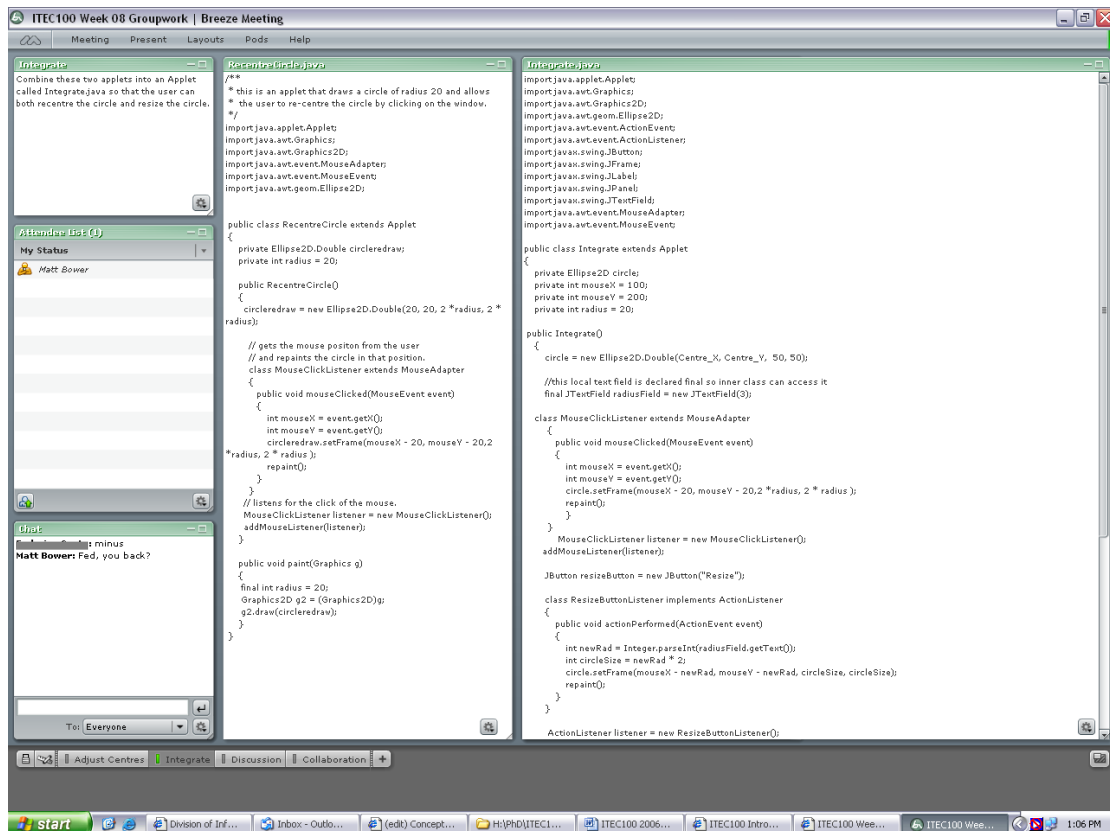 ITEC100 Week 08 Groupwork | Breeze Meeting
Meeting Present Layouts Pods Help
Integrate
Combine these two applets into an Applet
called Integrate.java so that the user can
both recentre the circle and resize the circle.
Attendee List (1)
My Status
Matt Bower
Chat
: minus
Matt Bower: Fed, you back?
To: Everyone
RecentreCircle.java
/**
* this is an applet that draws a circle of radius 20 and allows
* the user to re-centre the circle by clicking on the window.
*/
import java.applet.Applet;
import java.awt.Graphics;
import java.awt.Graphics2D;
import java.awt.event.MouseAdapter;
import java.awt.event.MouseEvent;
import java.awt.geom.Ellipse2D;
public class RecentreCircle extends Applet
{
private Ellipse2D.Double circleredraw;
private int radius = 20;
public RecentreCircle()
{
circleredraw = new Ellipse2D.Double(20, 20, 2 *radius, 2 *
radius);
// gets the mouse positon from the user
// and repaints the circle in that position.
class MouseClickListener extends MouseAdapter
{
public void mouseClicked(MouseEvent event)
{
int mouseX = event.getX();
int mouseY = event.getY();
circleredraw.setFrame(mouseX - 20, mouseY - 20,2
*radius, 2 * radius );
repaint();
}
}
// listens for the click of the mouse.
MouseClickListener listener = new MouseClickListener();
addMouseListener(listener);
}
public void paint(Graphics g)
{
final int radius = 20;
Graphics2D g2 = (Graphics2D)g;
g2.draw(circleredraw);
}
}
Integrate.java
import java.applet.Applet;
import java.awt.Graphics;
import java.awt.Graphics2D;
import java.awt.geom.Ellipse2D;
import java.awt.event.ActionEvent;
import java.awt.event.ActionListener;
import javax.swing.JButton;
import javax.swing.JFrame;
import javax.swing.JLabel;
import javax.swing.JPanel;
import javax.swing.JTextField;
import java.awt.event.MouseAdapter;
import java.awt.event.MouseEvent;
public class Integrate extends Applet
{
private Ellipse2D circle;
private int mouseX = 100;
private int mouseY = 200;
private int radius = 20;
public Integrate()
{
circle = new Ellipse2D.Double(Centre_X, Centre_Y, 50, 50);
//this local text field is declared final so inner class can access it
final JTextField radiusField = new JTextField(3);
class MouseClickListener extends MouseAdapter
{
public void mouseClicked(MouseEvent event)
{
int mouseX = event.getX();
int mouseY = event.getY();
circle.setFrame(mouseX - 20, mouseY - 20,2 *radius, 2 * radius );
repaint();
}
}
MouseClickListener listener = new MouseClickListener();
addMouseListener(listener);
JButton resizeButton = new JButton("Resize");
class ResizeButtonListener implements ActionListener
{
public void actionPerformed(ActionEvent event)
{
int newRad = Integer.parseInt(radiusField.getText());
int circleSize = newRad * 2;
circle.setFrame(mouseX - newRad, mouseY - newRad, circleSize, circleSize);
repaint();
}
}
ActionListener listener = new ResizeButtonListener();
Adjust Centres Integrate Discussion Collaboration +
start Division of Inf... Inbox - Outlo... (edit) Concept... H:\PhD\ITEC1... ITEC100 2006... ITEC100 Intro... ITEC100 Wee... ITEC100 Wee... 1:06 PM